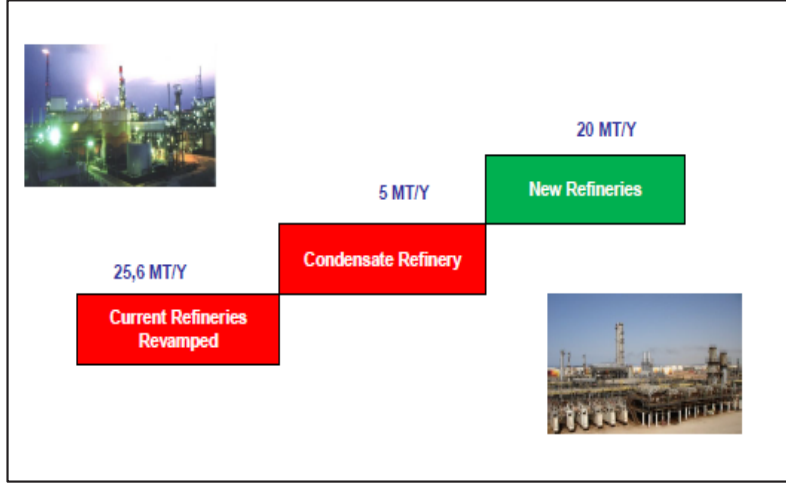 20 MT/Y
New Refineries
5 MT/Y
Condensate Refinery
25,6 MT/Y
Current Refineries
Revamped